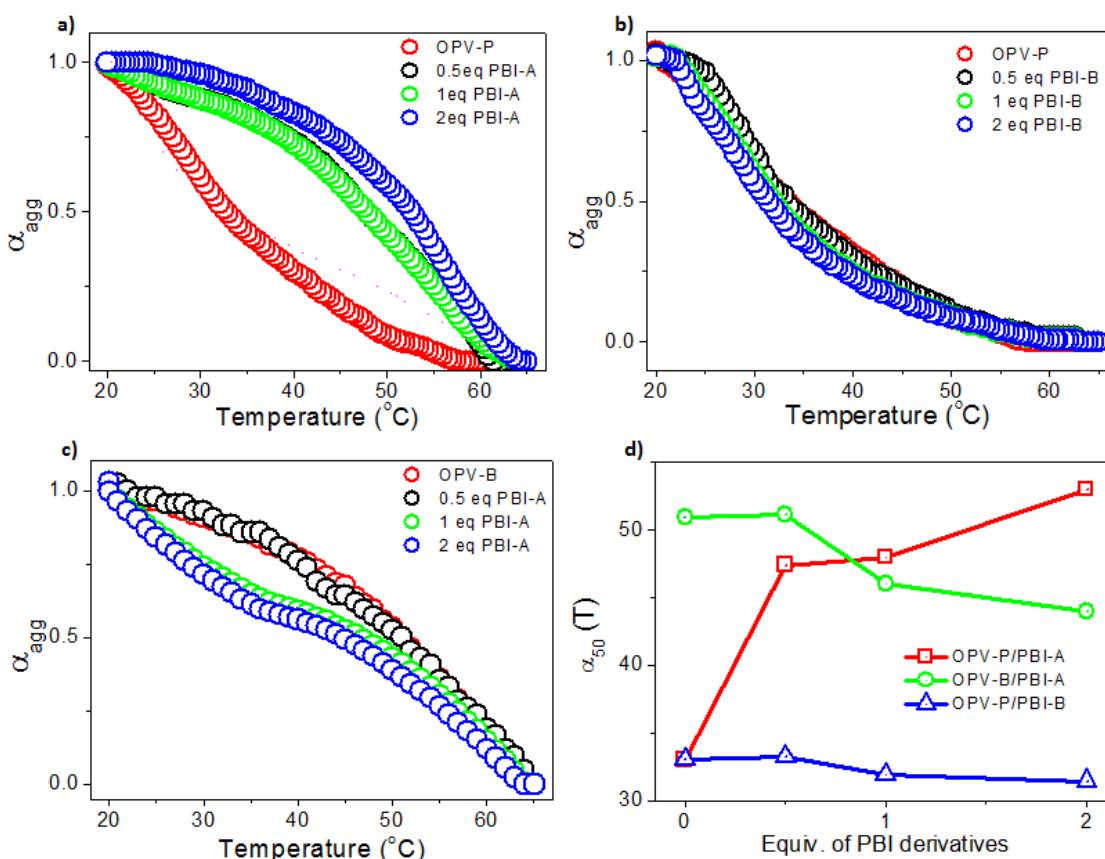 a)
OPV-P
0.5eq PBI-A
1eq PBI-A
2eq PBI-A
1.0
0.5
0.0
αagg
20 30 40 50 60
Temperature (°C)
b)
OPV-P
0.5 eq PBI-B
1 eq PBI-B
2 eq PBI-B
1.0
0.5
0.0
αagg
20 30 40 50 60
Temperature (°C)
c)
OPV-B
0.5 eq PBI-A
1 eq PBI-A
2 eq PBI-A
1.0
0.5
0.0
αagg
20 30 40 50 60
Temperature (°C)
d)
50
40
30
α50 (T)
OPV-P/PBI-A
OPV-B/PBI-A
OPV-P/PBI-B
0 1 2
Equiv. of PBI derivatives